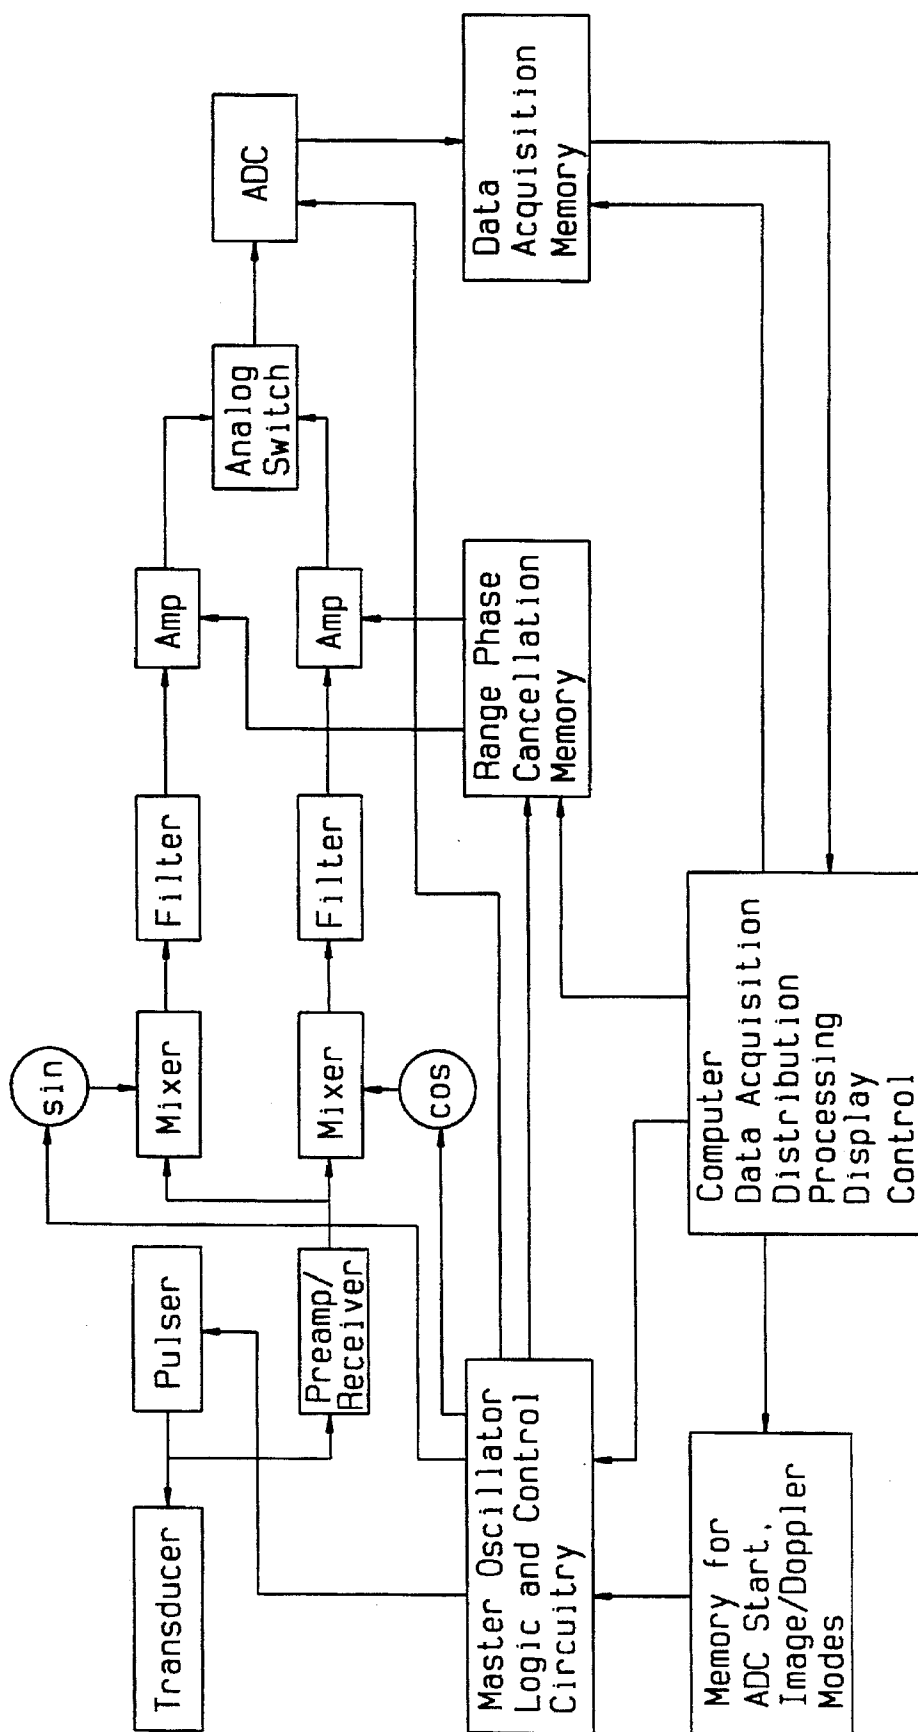 Transducer
Pulser
sin
Mixer
Filter
Amp
Preamp/
Receiver
Mixer
Filter
Amp
cos
Analog
Switch
ADC
Master Oscillator
Logic and Control
Circuitry
Range Phase
Cancellation
Memory
Data
Acquisition
Memory
Memory for
ADC Start,
Image/Doppler
Modes
Computer
Data Acquisition
Distribution
Processing
Display
Control